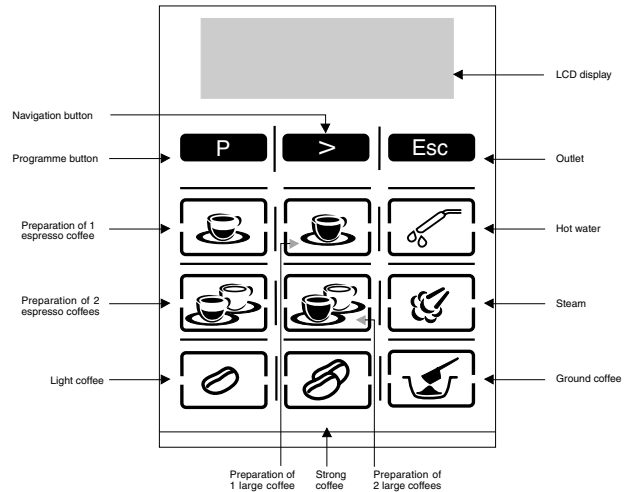 LCD display
Navigation button
P
>
Esc
Programme button
Outlet
Preparation of 1
espresso coffee
Hot water
Preparation of 2
espresso coffees
Steam
Light coffee
Ground coffee
Preparation of
1 large coffee
Strong
coffee
Preparation of
2 large coffees